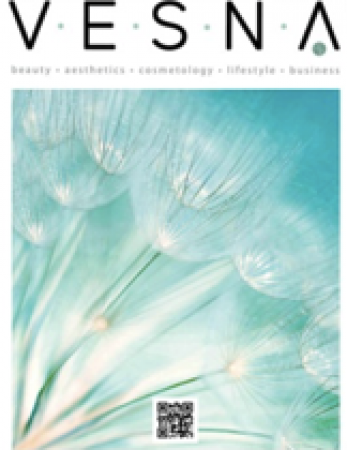 V·E·S·N·A
beauty • aesthetics • cosmetology • lifestyle • business